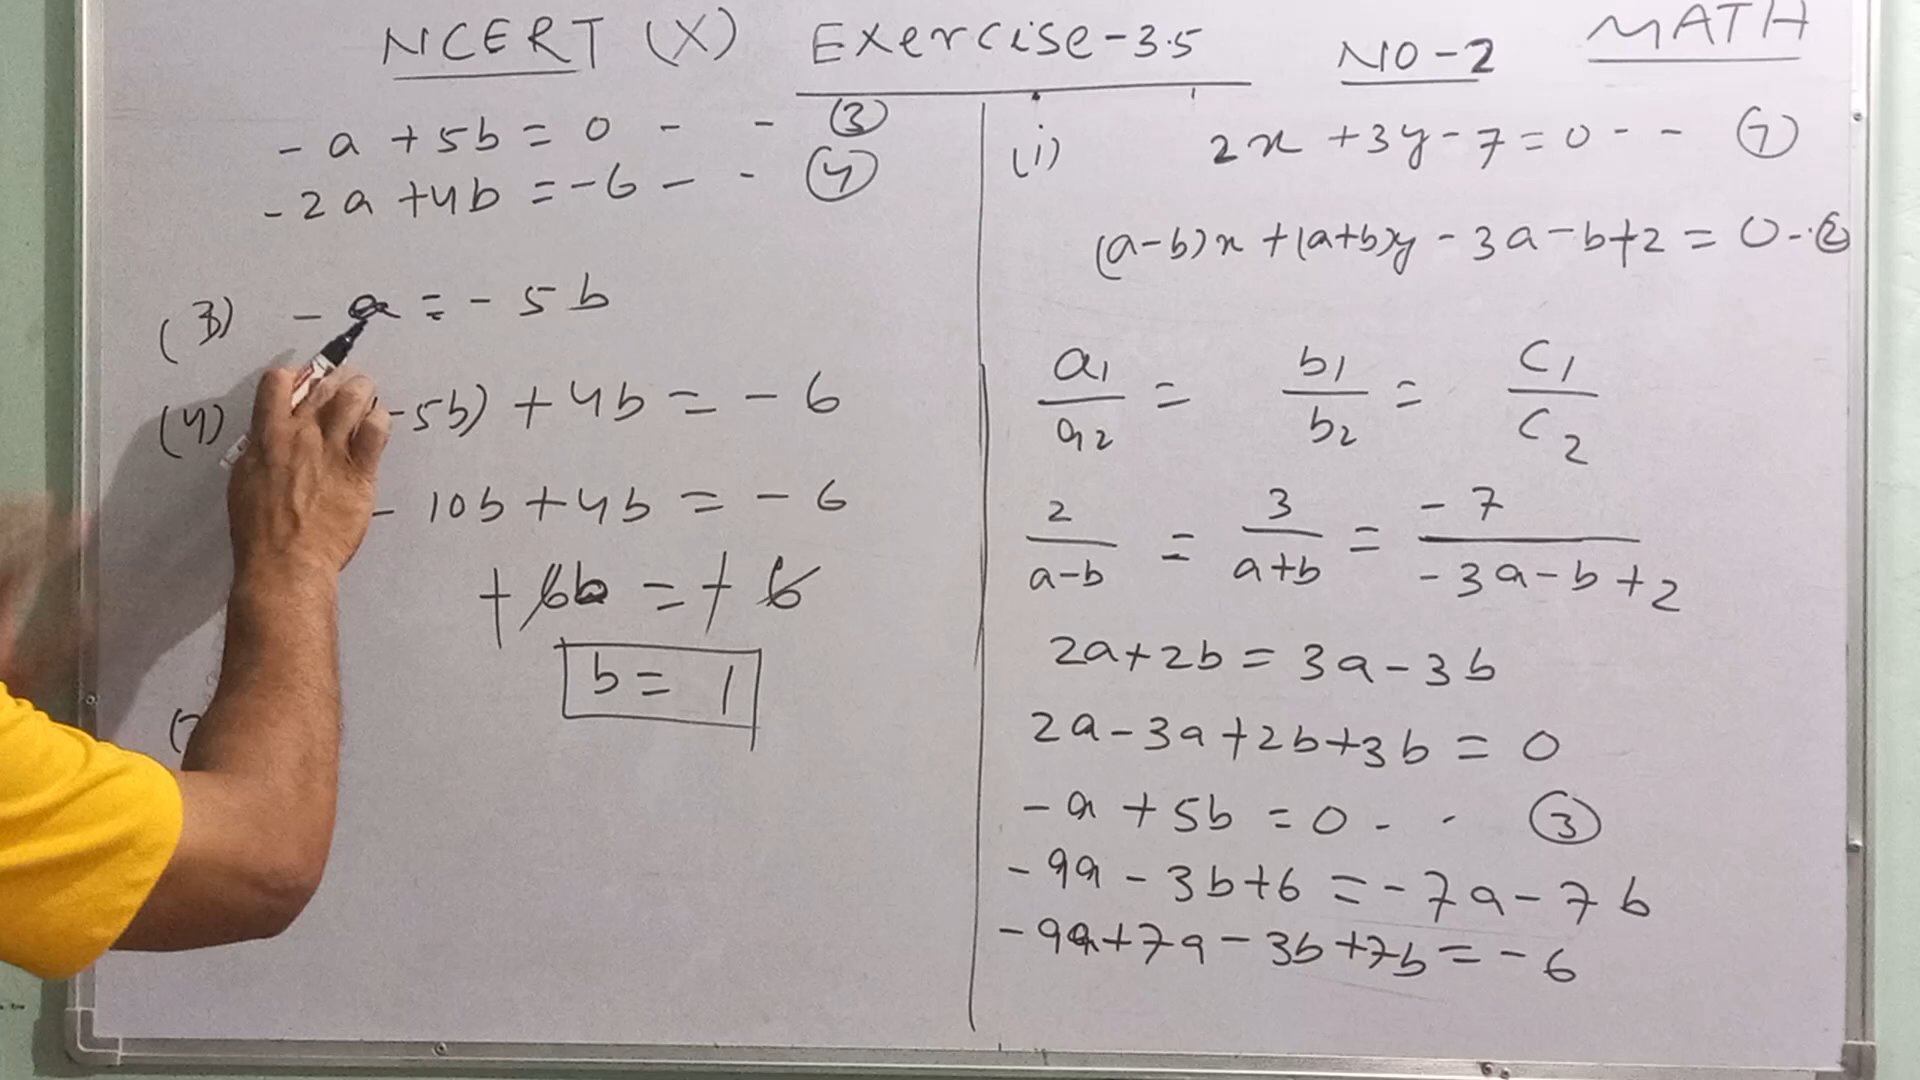 NCERT (X) Exercise-3.5 NO-2 MATH
- a + 5b = 0 - - (3)
- 2a + 4b = -6 - - (4)
(3) - a = - 5b
(4) -5b) + 4b = - 6
- 10b + 4b = - 6
+ 6b = + 6
b = 1
(i) 2x + 3y - 7 = 0 - - (1)
(a-b)x + (a+b)y - 3a - b + 2 = 0 - - (2)
a1/a2 = b1/b2 = C1/C2
2/(a-b) = 3/(a+b) = -7/(-3a-b+2)
2a + 2b = 3a - 3b
2a - 3a + 2b + 3b = 0
- a + 5b = 0 - - (3)
- 9a - 3b + 6 = - 7a - 7b
- 9a + 7a - 3b + 7b = - 6